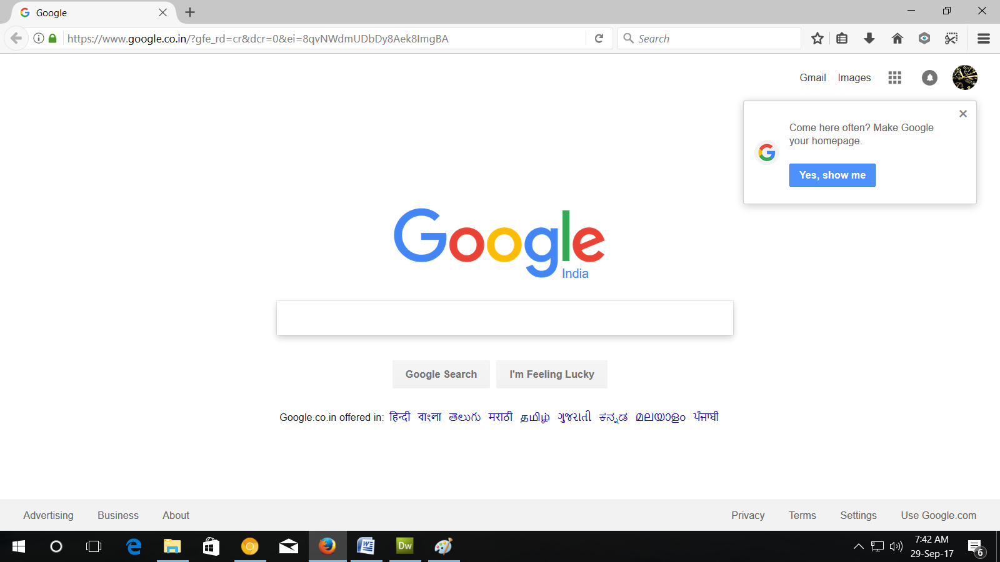 Google
https://www.google.co.in/?gfe_rd=cr&dcr=0&ei=8qvNWdmUDbDy8Aek8ImgBA
Search
Gmail Images
Come here often? Make Google
your homepage.
Yes, show me
Google
India
Google Search I'm Feeling Lucky
Google.co.in offered in: हिन्दी বাংলা తెలుగు मराठी தமிழ் ગુજરાતી ಕನ್ನಡ മലയാളം ਪੰਜਾਬੀ
Advertising Business About Privacy Terms Settings Use Google.com
Dw
7:42 AM
29-Sep-17
6